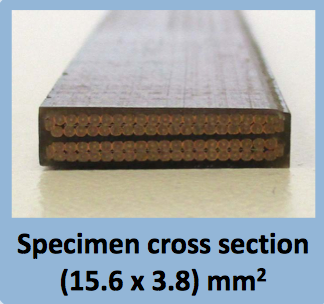 Specimen cross section
(15.6 x 3.8) mm²